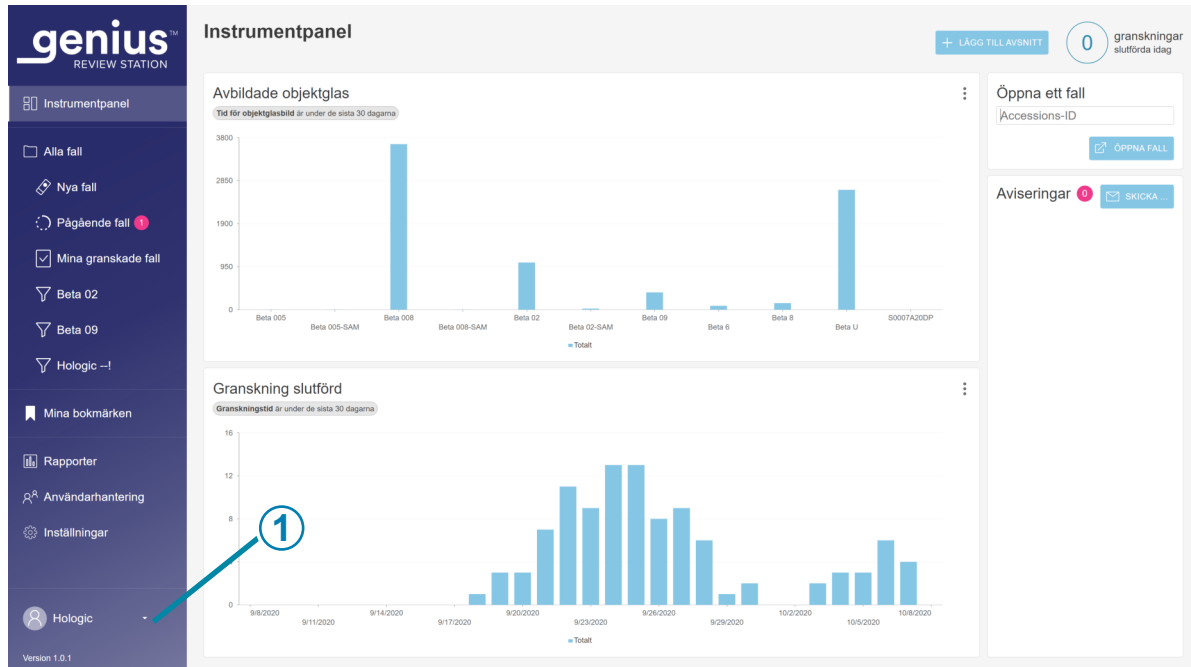 genius™
REVIEW STATION
Instrumentpanel
Alla fall
Nya fall
Pågående fall 1
Mina granskade fall
Beta 02
Beta 09
Hologic --!
Mina bokmärken
Rapporter
Användarhantering
Inställningar
Hologic
Version 1.0.1
Instrumentpanel
+ LÄGG TILL AVSNITT
0
granskningar
slutförda idag
Avbildade objektglas
Tid för objektglasbild är under de sista 30 dagarna
3800
2850
1900
950
0
Beta 005
Beta 005-SAM
Beta 008
Beta 008-SAM
Beta 02
Beta 02-SAM
Beta 09
Beta 6
Beta 8
Beta U
S0007A20DP
Totalt
Granskning slutförd
Granskningstid är under de sista 30 dagarna
16
12
8
0
9/8/2020
9/11/2020
9/14/2020
9/17/2020
9/20/2020
9/23/2020
9/26/2020
9/29/2020
10/2/2020
10/5/2020
10/8/2020
Totalt
Öppna ett fall
Accessions-ID
ÖPPNA FALL
Aviseringar 0
SKICKA ...
1